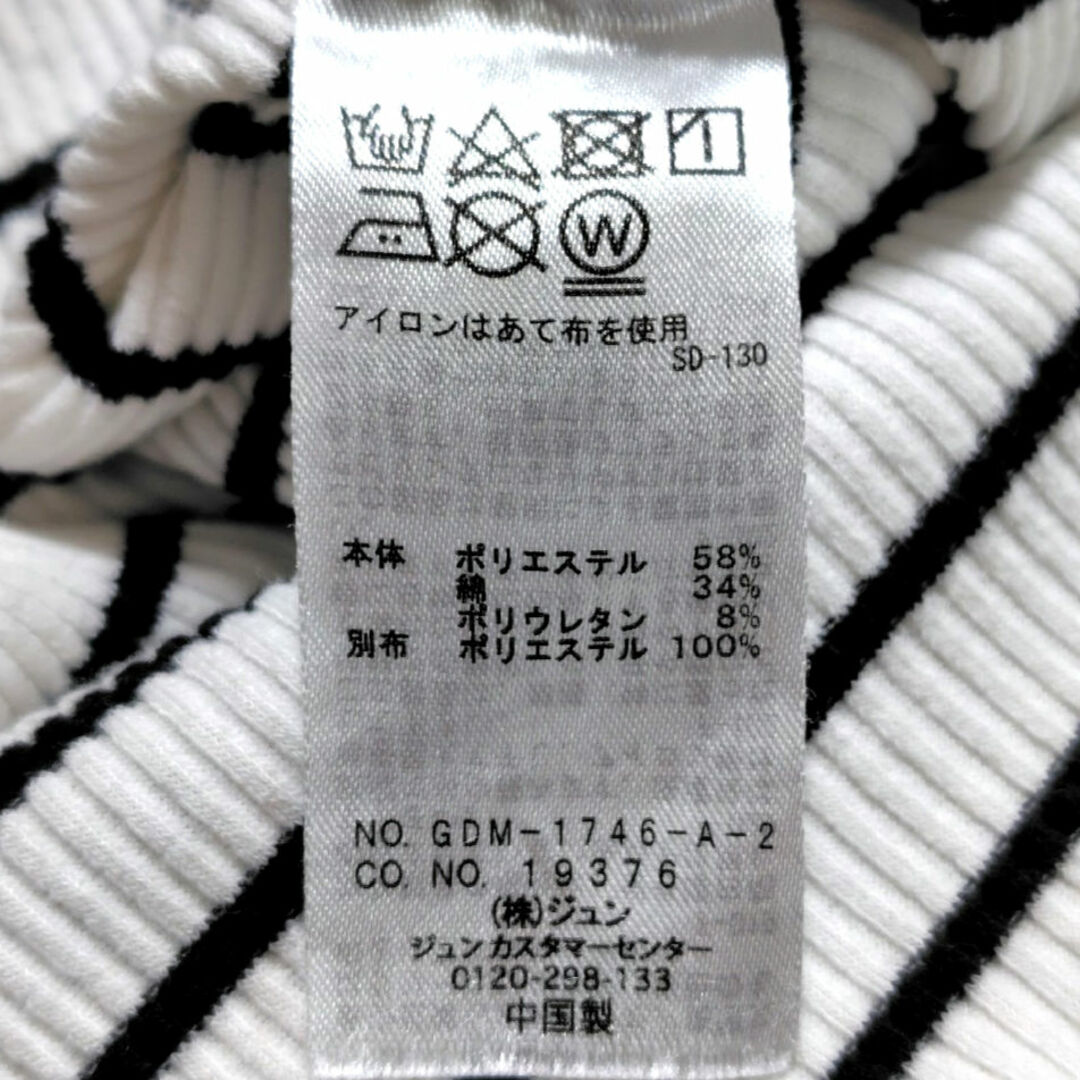 W
アイロンはあて布を使用
SD-130
本体 ポリエステル 58%
綿 34%
ポリウレタン 8%
別布 ポリエステル 100%
NO. GDM-1746-A-2
CO. NO. 19376
(株)ジュン
ジュンカスタマーセンター
0120-298-133
中国製